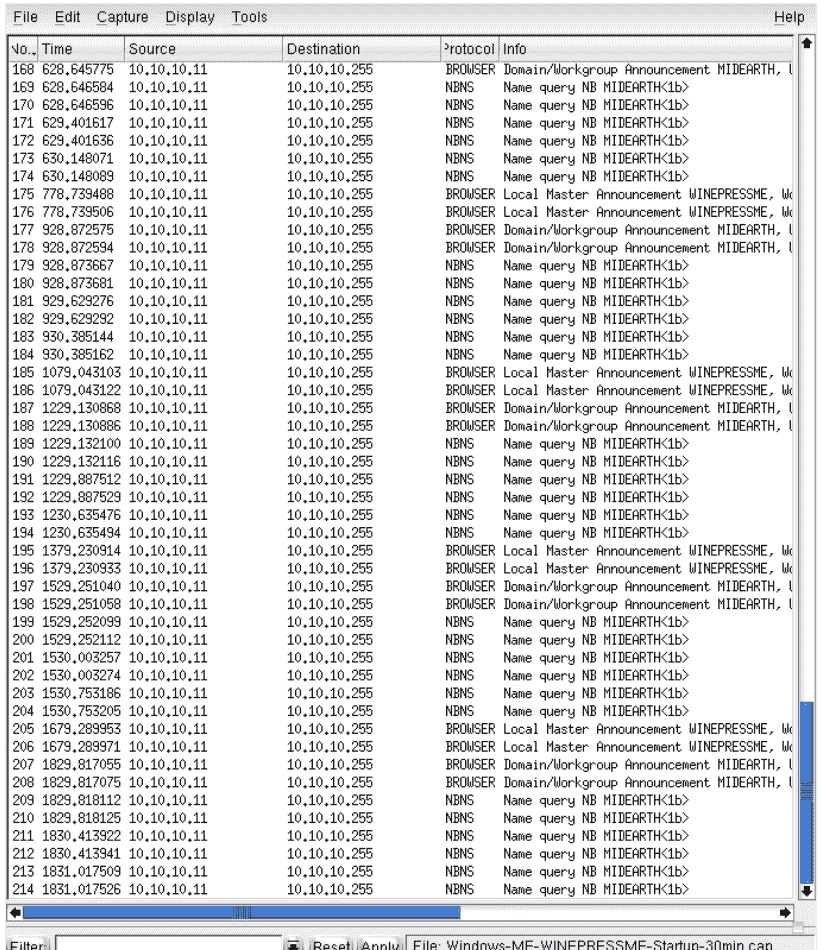 File Edit Capture Display Tools Help
No.. Time Source Destination Protocol Info
168 628.645775 10.10.10.11 10.10.10.255 BROWSER Domain/Workgroup Announcement MIDEARTH,
169 628.646584 10.10.10.11 10.10.10.255 NBNS Name query NB MIDEARTH<1b>
170 628.646596 10.10.10.11 10.10.10.255 NBNS Name query NB MIDEARTH<1b>
171 629.401617 10.10.10.11 10.10.10.255 NBNS Name query NB MIDEARTH<1b>
172 629.401636 10.10.10.11 10.10.10.255 NBNS Name query NB MIDEARTH<1b>
173 630.148071 10.10.10.11 10.10.10.255 NBNS Name query NB MIDEARTH<1b>
174 630.148089 10.10.10.11 10.10.10.255 NBNS Name query NB MIDEARTH<1b>
175 778.739488 10.10.10.11 10.10.10.255 BROWSER Local Master Announcement WINEPRESSME,
176 778.739506 10.10.10.11 10.10.10.255 BROWSER Local Master Announcement WINEPRESSME,
177 928.872575 10.10.10.11 10.10.10.255 BROWSER Domain/Workgroup Announcement MIDEARTH,
178 928.872594 10.10.10.11 10.10.10.255 BROWSER Domain/Workgroup Announcement MIDEARTH,
179 928.873667 10.10.10.11 10.10.10.255 NBNS Name query NB MIDEARTH<1b>
180 928.873681 10.10.10.11 10.10.10.255 NBNS Name query NB MIDEARTH<1b>
181 929.629276 10.10.10.11 10.10.10.255 NBNS Name query NB MIDEARTH<1b>
182 929.629292 10.10.10.11 10.10.10.255 NBNS Name query NB MIDEARTH<1b>
183 930.385144 10.10.10.11 10.10.10.255 NBNS Name query NB MIDEARTH<1b>
184 930.385162 10.10.10.11 10.10.10.255 NBNS Name query NB MIDEARTH<1b>
185 1079.043103 10.10.10.11 10.10.10.255 BROWSER Local Master Announcement WINEPRESSME,
186 1079.043122 10.10.10.11 10.10.10.255 BROWSER Local Master Announcement WINEPRESSME,
187 1229.130868 10.10.10.11 10.10.10.255 BROWSER Domain/Workgroup Announcement MIDEARTH,
188 1229.130886 10.10.10.11 10.10.10.255 BROWSER Domain/Workgroup Announcement MIDEARTH,
189 1229.132100 10.10.10.11 10.10.10.255 NBNS Name query NB MIDEARTH<1b>
190 1229.132116 10.10.10.11 10.10.10.255 NBNS Name query NB MIDEARTH<1b>
191 1229.887512 10.10.10.11 10.10.10.255 NBNS Name query NB MIDEARTH<1b>
192 1229.887529 10.10.10.11 10.10.10.255 NBNS Name query NB MIDEARTH<1b>
193 1230.635476 10.10.10.11 10.10.10.255 NBNS Name query NB MIDEARTH<1b>
194 1230.635494 10.10.10.11 10.10.10.255 NBNS Name query NB MIDEARTH<1b>
195 1379.230914 10.10.10.11 10.10.10.255 BROWSER Local Master Announcement WINEPRESSME,
196 1379.230933 10.10.10.11 10.10.10.255 BROWSER Local Master Announcement WINEPRESSME,
197 1529.251040 10.10.10.11 10.10.10.255 BROWSER Domain/Workgroup Announcement MIDEARTH,
198 1529.251058 10.10.10.11 10.10.10.255 BROWSER Domain/Workgroup Announcement MIDEARTH,
199 1529.252099 10.10.10.11 10.10.10.255 NBNS Name query NB MIDEARTH<1b>
200 1529.252112 10.10.10.11 10.10.10.255 NBNS Name query NB MIDEARTH<1b>
201 1530.003257 10.10.10.11 10.10.10.255 NBNS Name query NB MIDEARTH<1b>
202 1530.003274 10.10.10.11 10.10.10.255 NBNS Name query NB MIDEARTH<1b>
203 1530.753186 10.10.10.11 10.10.10.255 NBNS Name query NB MIDEARTH<1b>
204 1530.753205 10.10.10.11 10.10.10.255 NBNS Name query NB MIDEARTH<1b>
205 1679.289953 10.10.10.11 10.10.10.255 BROWSER Local Master Announcement WINEPRESSME,
206 1679.289971 10.10.10.11 10.10.10.255 BROWSER Local Master Announcement WINEPRESSME,
207 1829.817055 10.10.10.11 10.10.10.255 BROWSER Domain/Workgroup Announcement MIDEARTH,
208 1829.817075 10.10.10.11 10.10.10.255 BROWSER Domain/Workgroup Announcement MIDEARTH,
209 1829.818112 10.10.10.11 10.10.10.255 NBNS Name query NB MIDEARTH<1b>
210 1829.818125 10.10.10.11 10.10.10.255 NBNS Name query NB MIDEARTH<1b>
211 1830.413922 10.10.10.11 10.10.10.255 NBNS Name query NB MIDEARTH<1b>
212 1830.413941 10.10.10.11 10.10.10.255 NBNS Name query NB MIDEARTH<1b>
213 1831.017509 10.10.10.11 10.10.10.255 NBNS Name query NB MIDEARTH<1b>
214 1831.017526 10.10.10.11 10.10.10.255 NBNS Name query NB MIDEARTH<1b>
Filter: Reset Apply File: Windows-ME-WINEPRESSME-Startup-30min.cap